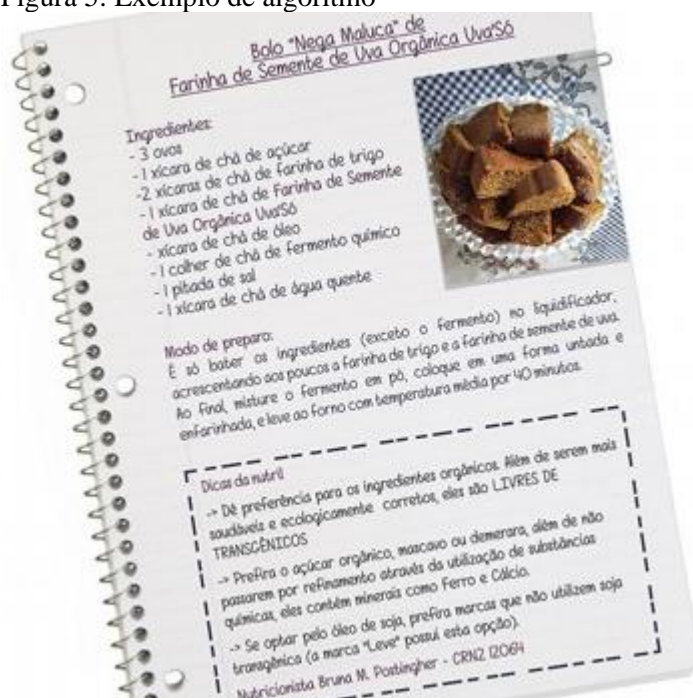 Figura 5: Exemplo de algoritmo
Bolo "Nega Maluca" de
Farinha de Semente de Uva Orgânica Uva'Só
Ingredientes:
- 3 ovos
- 1 xícara de chá de açúcar
-2 xícaras de chá de farinha de trigo
- 1 xícara de chá de Farinha de Semente
de Uva Orgânica Uva'Só
- xícara de chá de óleo
- 1 colher de chá de fermento químico
- 1 pitada de sal
- 1 xícara de chá de água quente
Modo de preparo:
É só bater os ingredientes (exceto o fermento) no liquidificador,
acrescentando aos poucos a farinha de trigo e a farinha de semente de uva.
Ao final, misture o fermento em pó, coloque em uma forma untada e
enfarinhada, e leve ao forno com temperatura média por 40 minutos.
Dicas da nutri!
-> Dê preferência para os ingredientes orgânicos. Além de serem mais
saudáveis e ecologicamente corretos, eles são LIVRES DE
TRANSGÊNICOS
-> Prefira o açúcar orgânico, mascavo ou demerara, além de não
passarem por refinamento através da utilização de substâncias
químicas, eles contêm minerais como Ferro e Cálcio.
-> Se optar pelo óleo de soja, prefira marcas que não utilizem soja
transgênica (a marca "Leve" possui esta opção).
Nutricionista Bruna M. Postingher - CRN2 12064